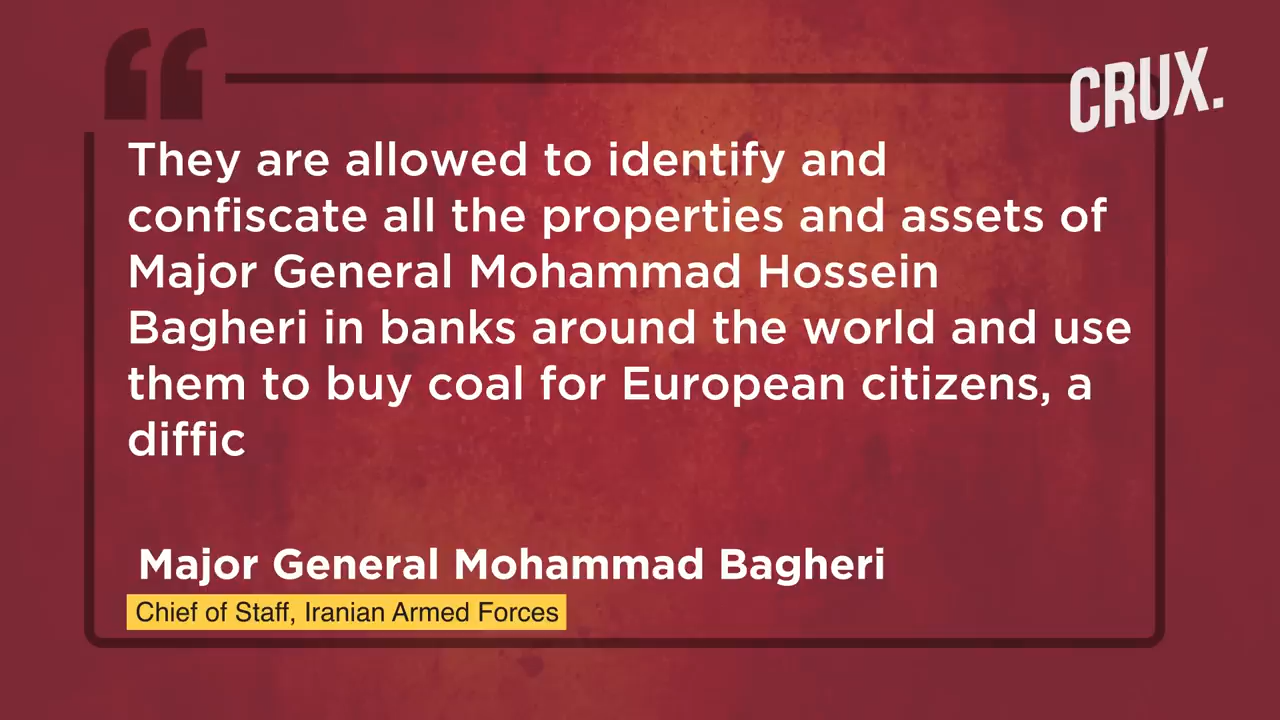 CRUX.
They are allowed to identify and
confiscate all the properties and assets of
Major General Mohammad Hossein
Bagheri in banks around the world and use
them to buy coal for European citizens, a
diffic
Major General Mohammad Bagheri
Chief of Staff, Iranian Armed Forces